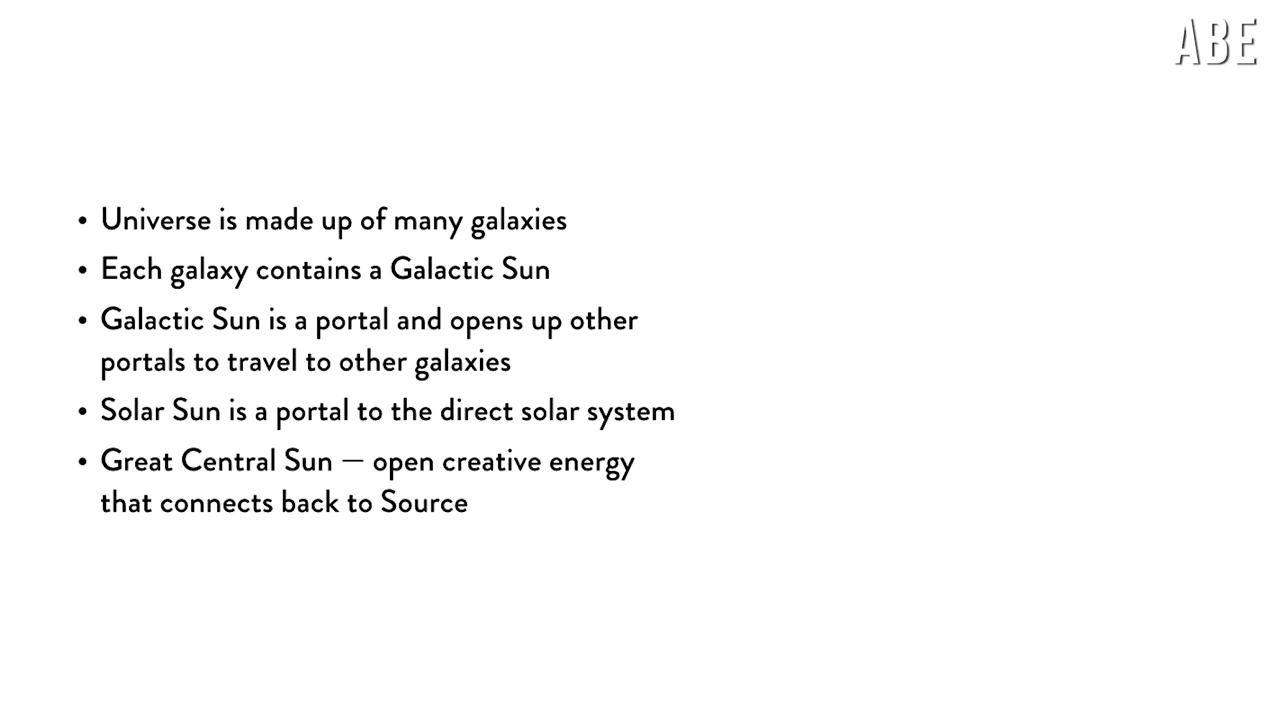 ABE
• Universe is made up of many galaxies
• Each galaxy contains a Galactic Sun
• Galactic Sun is a portal and opens up other
portals to travel to other galaxies
• Solar Sun is a portal to the direct solar system
• Great Central Sun — open creative energy
that connects back to Source